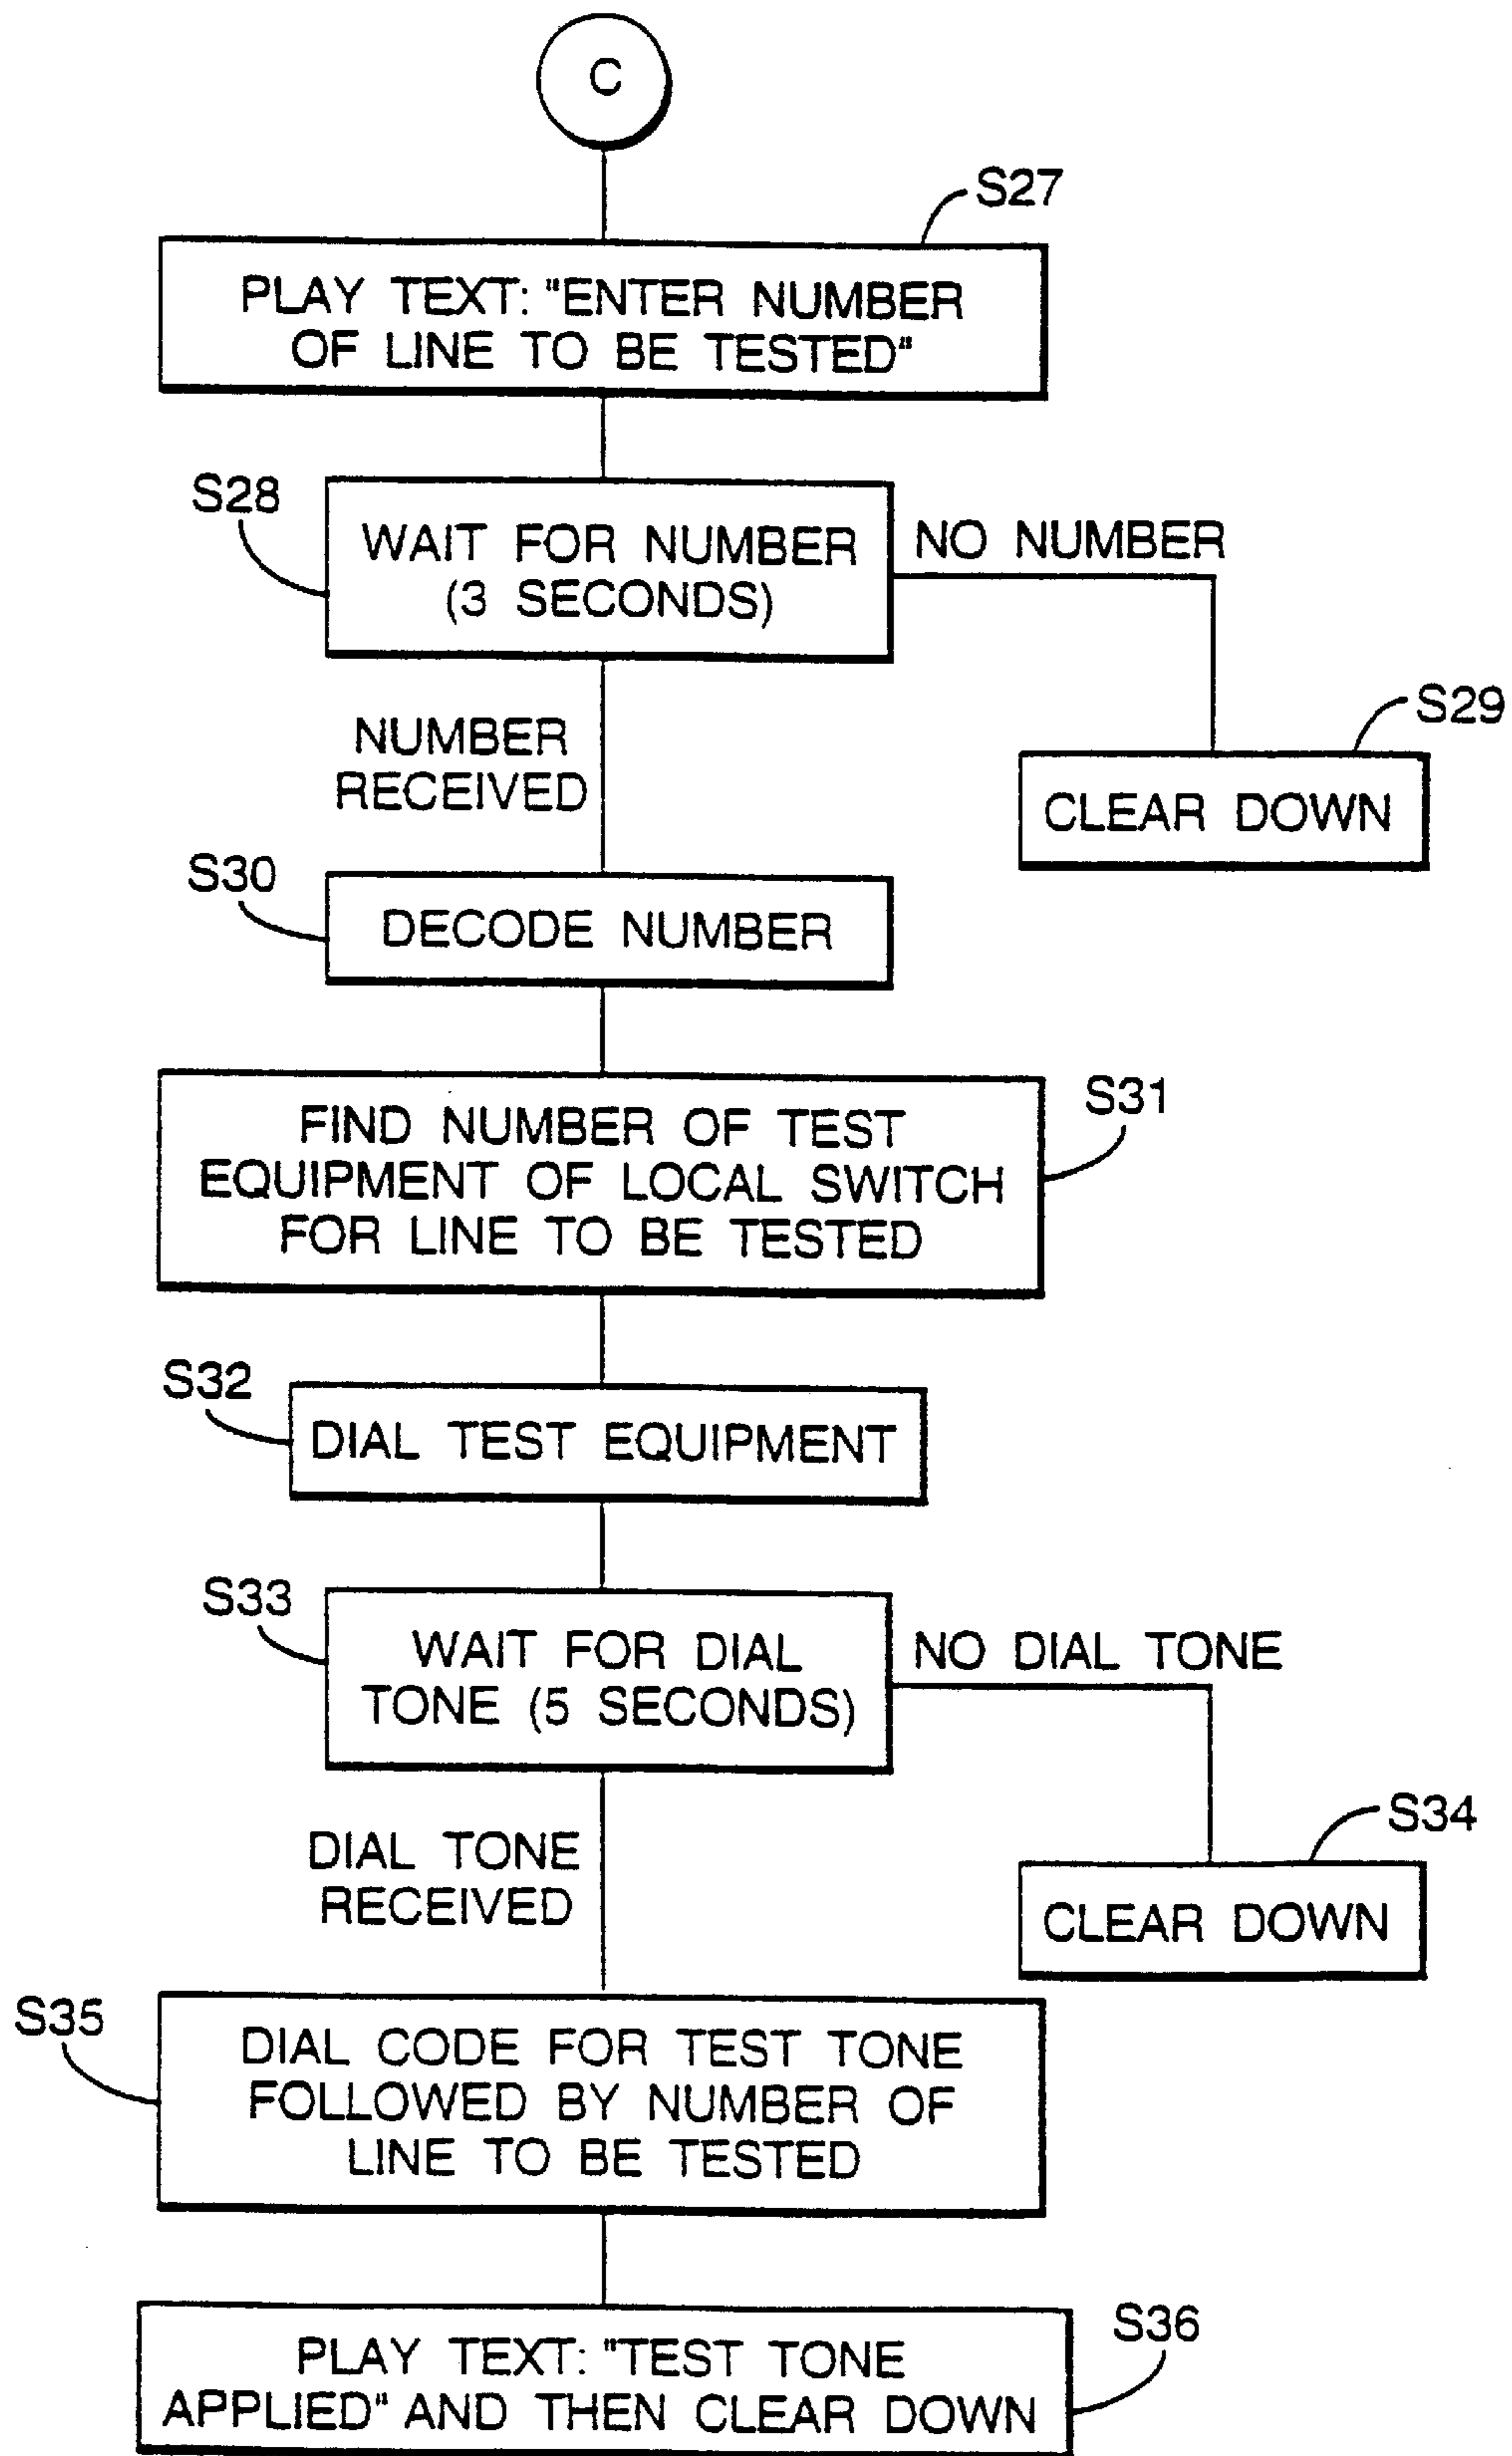 C
S27
PLAY TEXT: "ENTER NUMBER
OF LINE TO BE TESTED"
S28
WAIT FOR NUMBER
(3 SECONDS)
NO NUMBER
NUMBER
RECEIVED
S29
CLEAR DOWN
S30
DECODE NUMBER
S31
FIND NUMBER OF TEST
EQUIPMENT OF LOCAL SWITCH
FOR LINE TO BE TESTED
S32
DIAL TEST EQUIPMENT
S33
WAIT FOR DIAL
TONE (5 SECONDS)
NO DIAL TONE
DIAL TONE
RECEIVED
S34
CLEAR DOWN
S35
DIAL CODE FOR TEST TONE
FOLLOWED BY NUMBER OF
LINE TO BE TESTED
S36
PLAY TEXT: "TEST TONE
APPLIED" AND THEN CLEAR DOWN